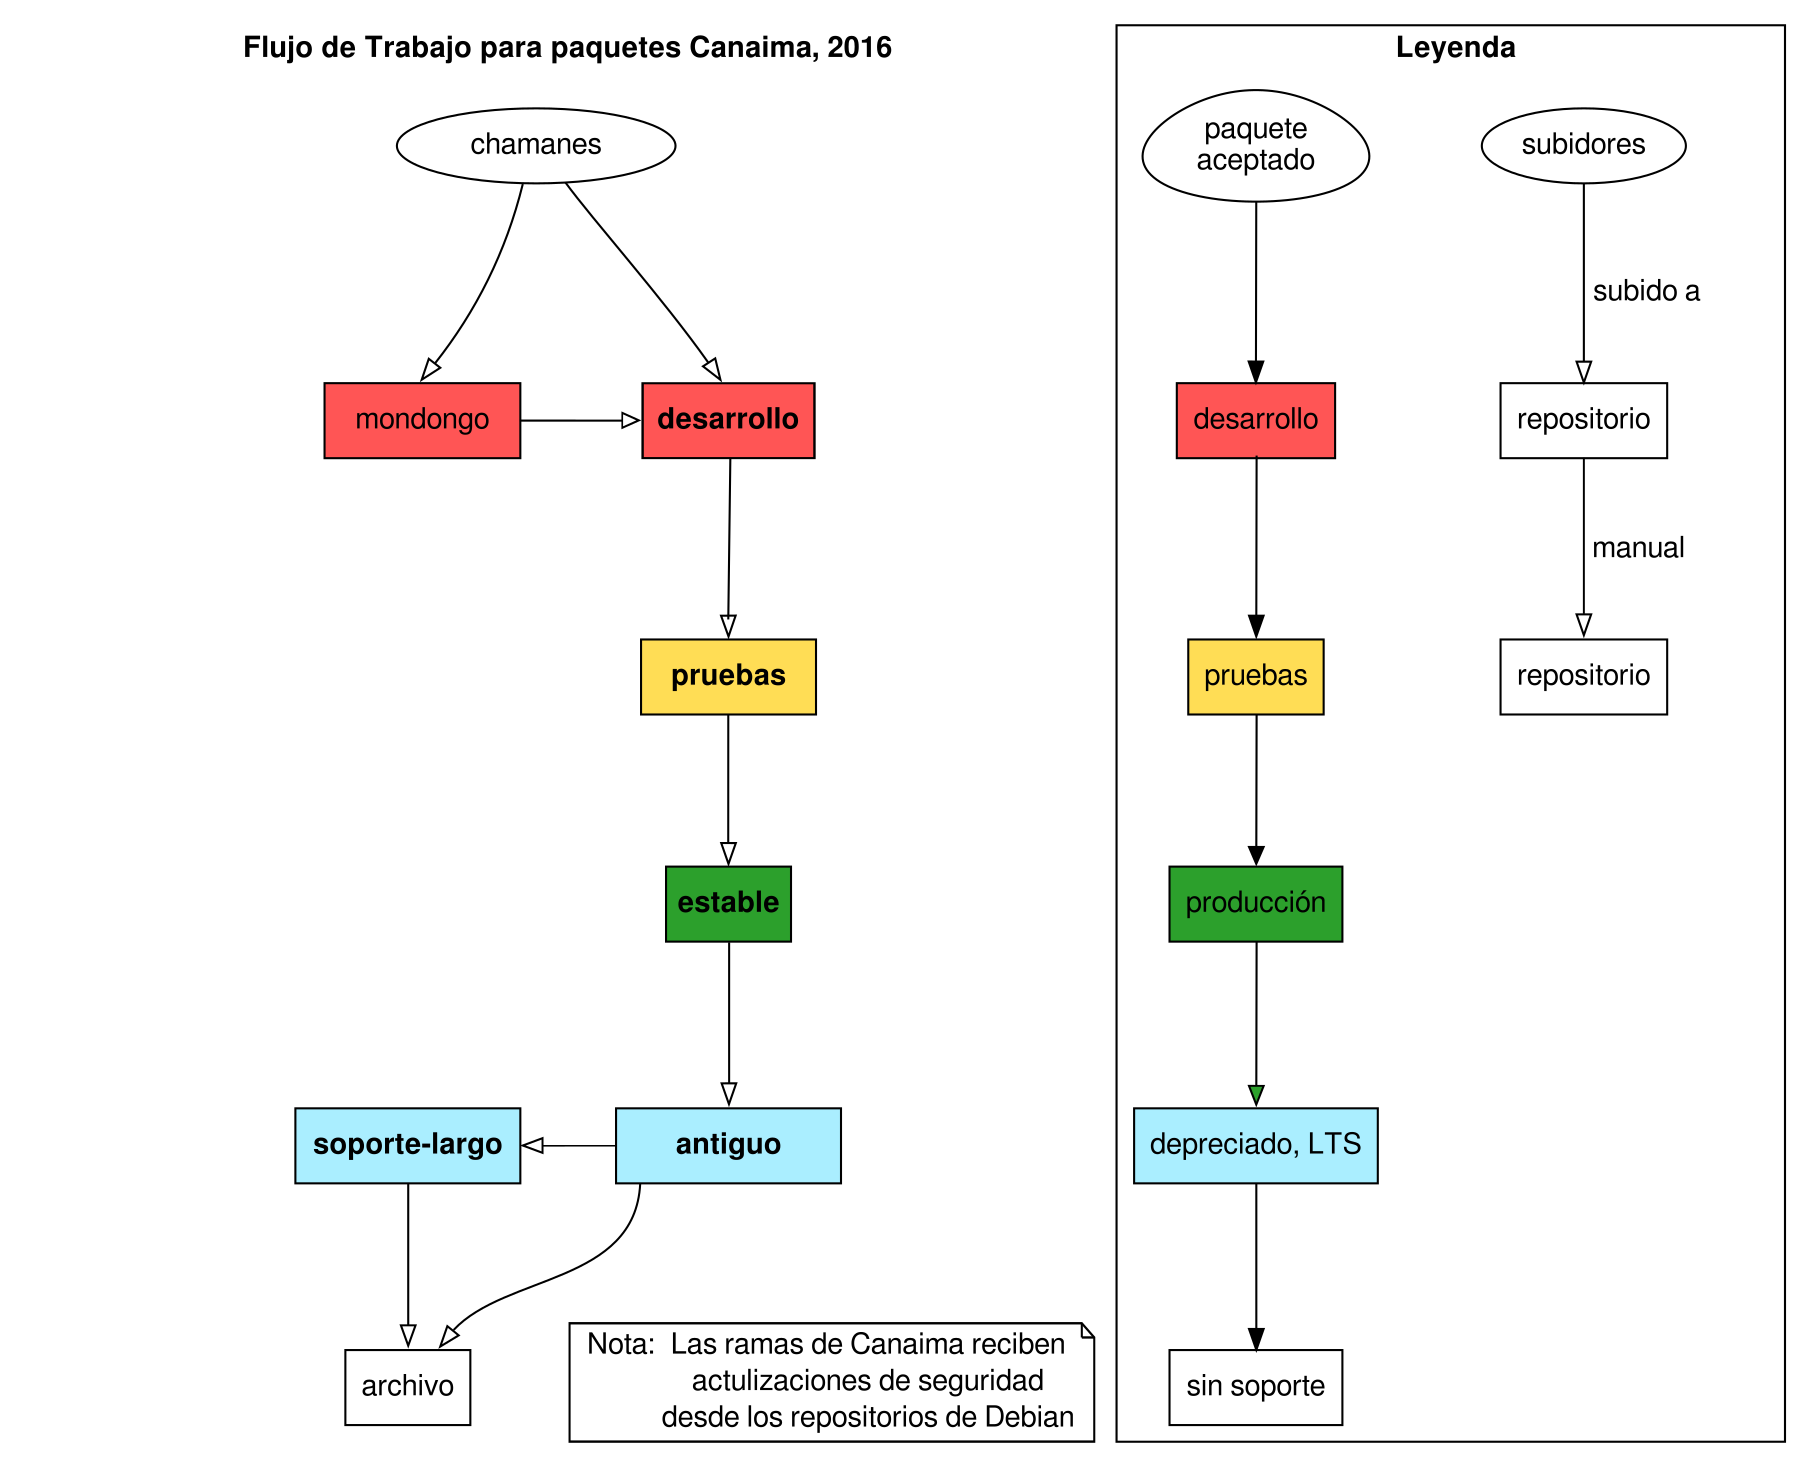 Flujo de Trabajo para paquetes Canaima, 2016
chamanes
mondongo
desarrollo
pruebas
estable
soporte-largo
antiguo
archivo
Nota:  Las ramas de Canaima reciben
actulizaciones de seguridad
desde los repositorios de Debian
Leyenda
paquete
aceptado
desarrollo
pruebas
producción
depreciado, LTS
sin soporte
subidores
subido a
repositorio
manual
repositorio